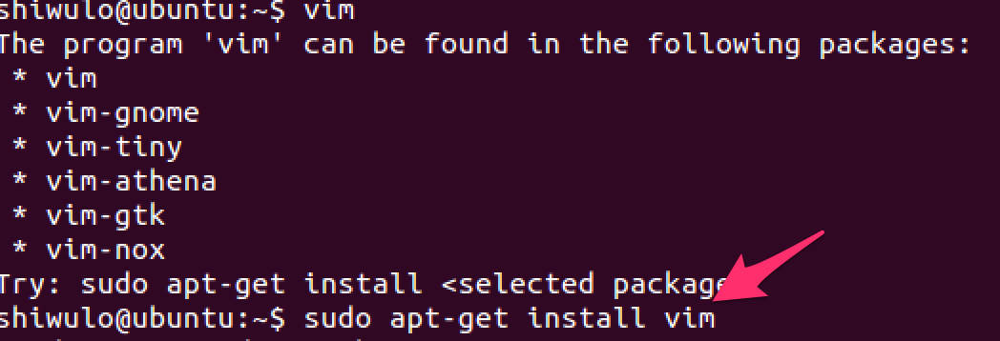 shiwulo@ubuntu:~$ vim
The program 'vim' can be found in the following packages:
* vim
* vim-gnome
* vim-tiny
* vim-athena
* vim-gtk
* vim-nox
Try: sudo apt-get install <selected package
shiwulo@ubuntu:~$ sudo apt-get install vim